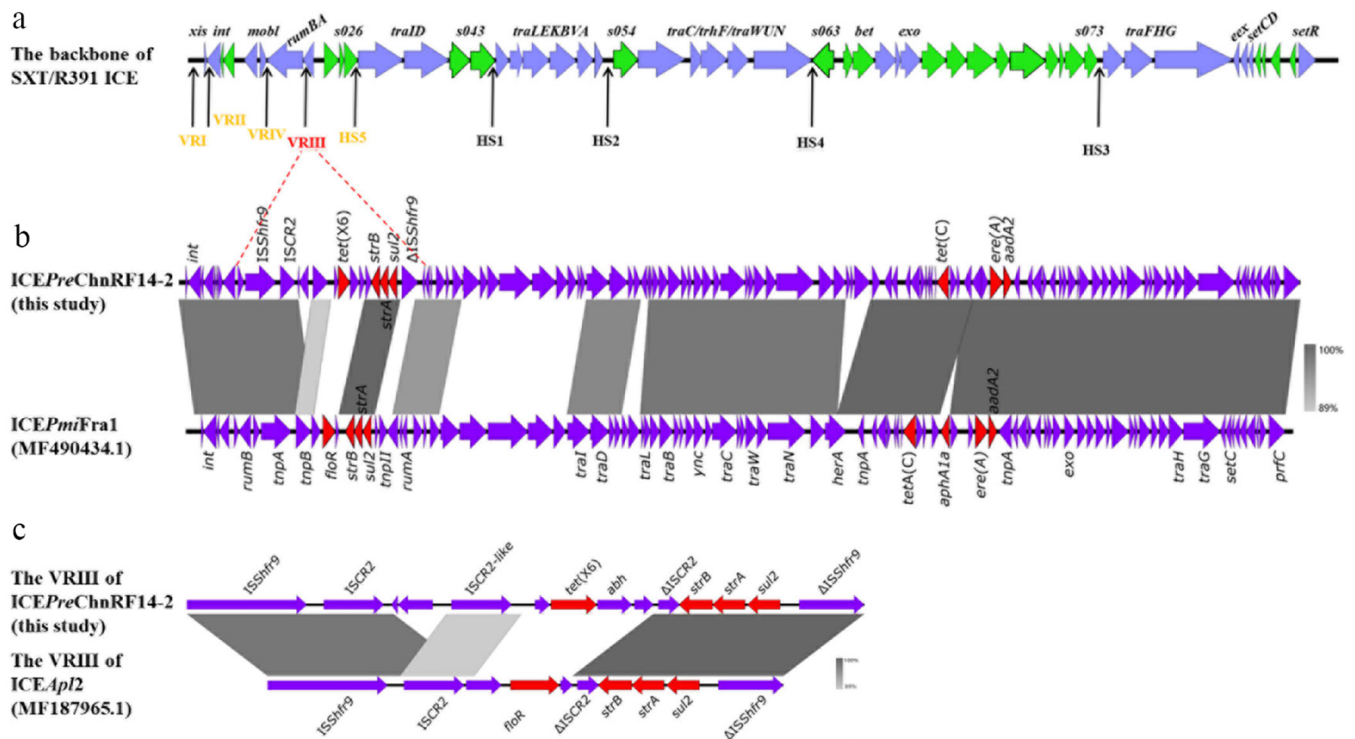 a
xis int mobI rumBA s026 traID s043 traLEKBVA s054 traC/trhF/traWUN s063 bet exo s073 traFHG eex setCD setR
The backbone of
SXT/R391 ICE
VRI VRII VRIV VRIII HS5 HS1 HS2 HS4 HS3
b
int ISShfr9 ISCR2 tet(X6) strB sul2 ΔISShfr9 tet(C) ere(A) aadA2
ICEPreChnRF14-2
(this study)
strA
100%
89%
strA aadA2
ICEPmiFra1
(MF490434.1)
int rumB tnpA tnpB floR strB sul2 tnpII rumA traI traD traL traB ync traC traW traN herA tnpA tetA(C) aphA1a ere(A) tnpA exo traH traG setC prfC
c
ISShfr9 ISCR2 ISCR2-like tet(X6) abh ΔISCR2 strB strA sul2 ΔISShfr9
The VRIII of
ICEPreChnRF14-2
(this study)
100%
89%
The VRIII of
ICEApl2
(MF187965.1)
ISShfr9 ISCR2 floR ΔISCR2 strB strA sul2 ΔISShfr9